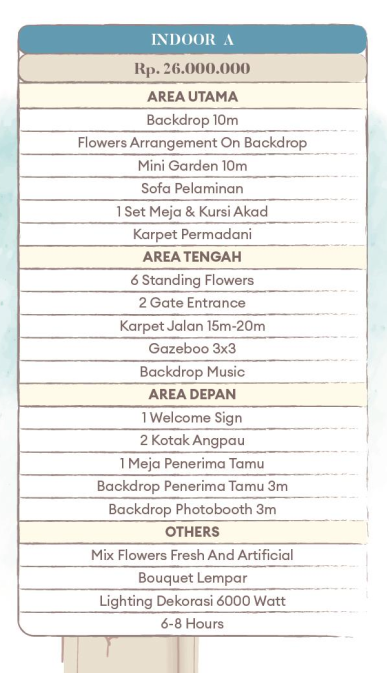 INDOOR A
Rp. 26.000.000
AREA UTAMA
Backdrop 10m
Flowers Arrangement On Backdrop
Mini Garden 10m
Sofa Pelaminan
1 Set Meja & Kursi Akad
Karpet Permadani
AREA TENGAH
6 Standing Flowers
2 Gate Entrance
Karpet Jalan 15m-20m
Gazeboo 3x3
Backdrop Music
AREA DEPAN
1 Welcome Sign
2 Kotak Angpau
1 Meja Penerima Tamu
Backdrop Penerima Tamu 3m
Backdrop Photobooth 3m
OTHERS
Mix Flowers Fresh And Artificial
Bouquet Lempar
Lighting Dekorasi 6000 Watt
6-8 Hours